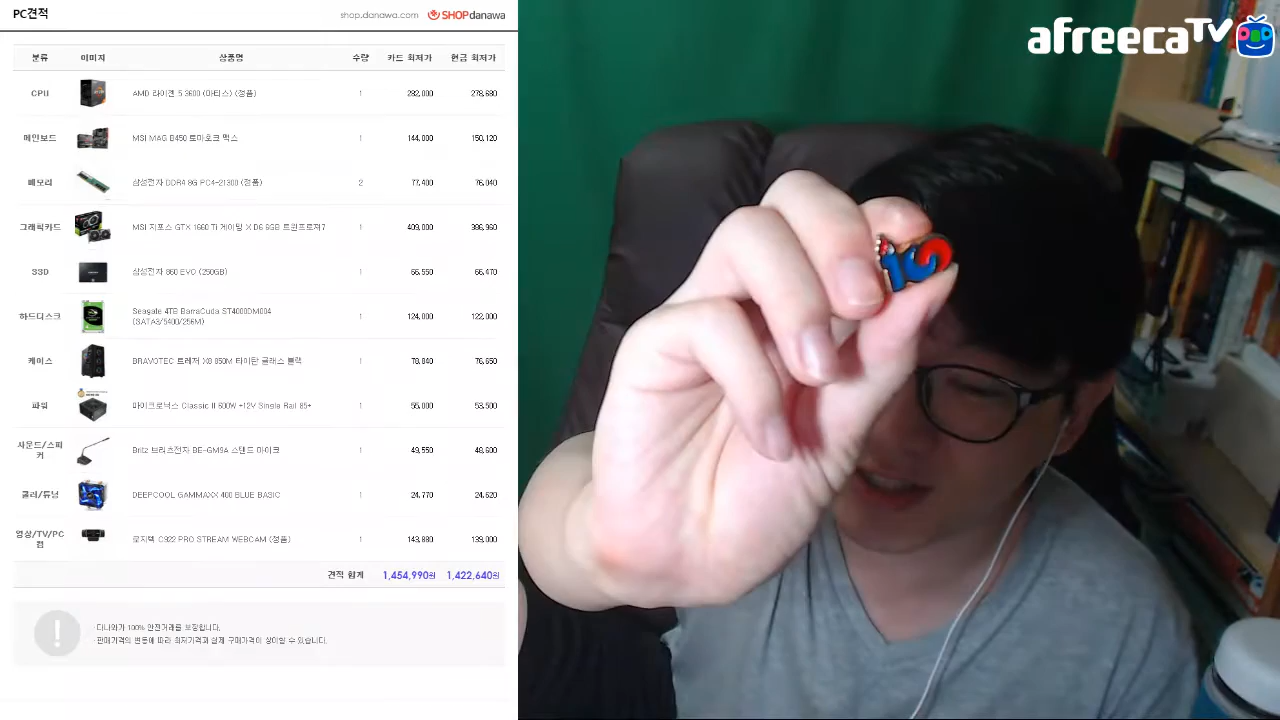 PC견적
shop.danawa.com SHOPdanawa
분류 이미지 상품명 수량 카드 최저가 현금 최저가
CPU AMD 라이젠 5 3600 (마티스) (정품) 1 282,000 278,680
메인보드 MSI MAG B450 토마호크 맥스 1 144,000 150,120
메모리 삼성전자 DDR4 8G PC4-21300 (정품) 2 77,400 76,040
그래픽카드 MSI 지포스 GTX 1660 Ti 게이밍 X D6 6GB 트윈프로져7 1 409,000 386,960
SSD 삼성전자 860 EVO (250GB) 1 66,550 66,470
하드디스크 Seagate 4TB BarraCuda ST4000DM004
(SATA3/5400/256M) 1 124,000 122,000
케이스 BRAVOTEC 트레저 X8 850M 타이탄 글래스 블랙 1 78,840 76,650
파워 마이크로닉스 Classic II 600W +12V Single Rail 85+ 1 55,000 53,500
사운드/스피
커 Britz 브리츠전자 BE-GM9A 스탠드 마이크 1 49,550 48,600
쿨러/튜닝 DEEPCOOL GAMMAXX 400 BLUE BASIC 1 24,770 24,620
영상/TV/PC
캠 로지텍 C922 PRO STREAM WEBCAM (정품) 1 143,880 139,000
견적 합계 1,454,990원 1,422,640원
· 다나와가 100% 안전거래를 보장합니다.
· 판매가격의 변동에 따라 최저가격과 실제 구매가격이 상이할 수 있습니다.
afreecaTV
10